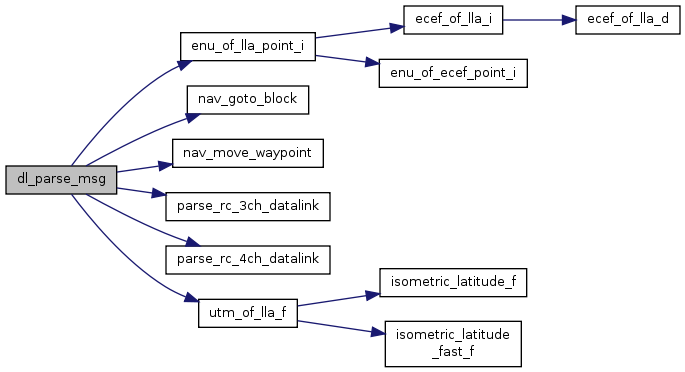 ecef_of_lla_i
ecef_of_lla_d
enu_of_lla_point_i
enu_of_ecef_point_i
nav_goto_block
nav_move_waypoint
dl_parse_msg
parse_rc_3ch_datalink
parse_rc_4ch_datalink
isometric_latitude_f
utm_of_lla_f
isometric_latitude
_fast_f